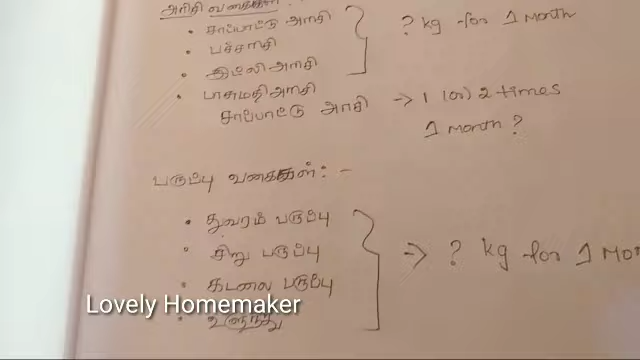 அரிசி வகைகள் :
• சாப்பாட்டு அரிசி
• பச்சரிசி
• இட்லி அரிசி
? kg for 1 Month
• பாசுமதி அரிசி
சாப்பாட்டு அரிசி → 1 (or) 2 times
1 month ?
பருப்பு வகைகள் : -
• துவரம் பருப்பு
• சிறு பருப்பு
• கடலை பருப்பு
• உளுந்து
→ ? kg for 1 Mon
Lovely Homemaker